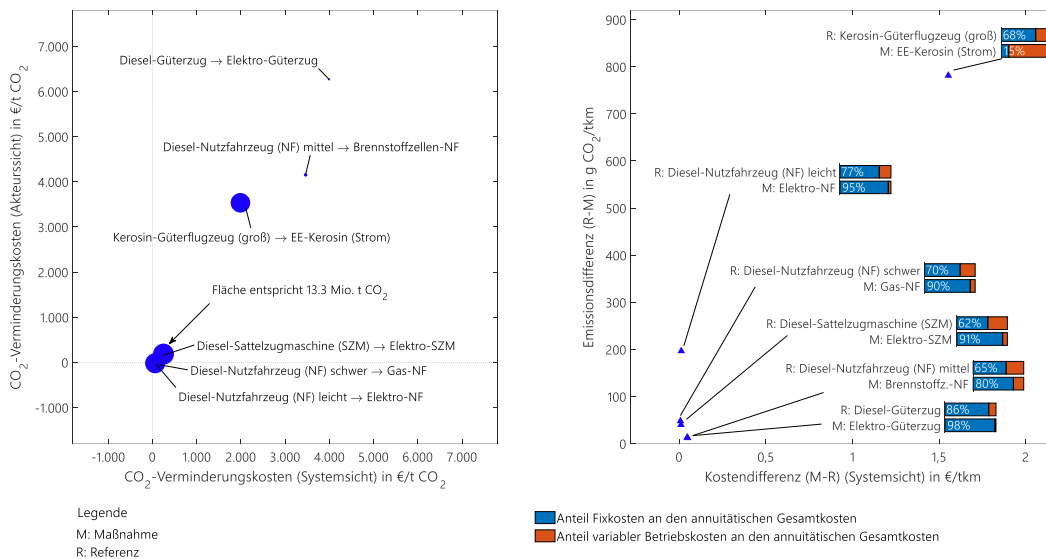 CO2-Verminderungskosten (Akteurssicht) in €/t CO2
7.000
6.000
5.000
4.000
3.000
2.000
1.000
0
-1.000
Diesel-Güterzug → Elektro-Güterzug
Diesel-Nutzfahrzeug (NF) mittel → Brennstoffzellen-NF
Kerosin-Güterflugzeug (groß) → EE-Kerosin (Strom)
Fläche entspricht 13.3 Mio. t CO2
Diesel-Sattelzugmaschine (SZM) → Elektro-SZM
Diesel-Nutzfahrzeug (NF) schwer → Gas-NF
Diesel-Nutzfahrzeug (NF) leicht → Elektro-NF
-1.000 0 1.000 2.000 3.000 4.000 5.000 6.000 7.000
CO2-Verminderungskosten (Systemsicht) in €/t CO2
Emissionsdifferenz (R-M) in g CO2/tkm
900
800
700
600
500
400
300
200
100
0
R: Kerosin-Güterflugzeug (groß) 68%
M: EE-Kerosin (Strom) 15%
R: Diesel-Nutzfahrzeug (NF) leicht 77%
M: Elektro-NF 95%
R: Diesel-Nutzfahrzeug (NF) schwer 70%
M: Gas-NF 90%
R: Diesel-Sattelzugmaschine (SZM) 62%
M: Elektro-SZM 91%
R: Diesel-Nutzfahrzeug (NF) mittel 65%
M: Brennstoffz.-NF 80%
R: Diesel-Güterzug 86%
M: Elektro-Güterzug 98%
0 0,5 1 1,5 2
Kostendifferenz (M-R) (Systemsicht) in €/tkm
Legende
M: Maßnahme
R: Referenz
Anteil Fixkosten an den annuitätischen Gesamtkosten
Anteil variabler Betriebskosten an den annuitätischen Gesamtkosten